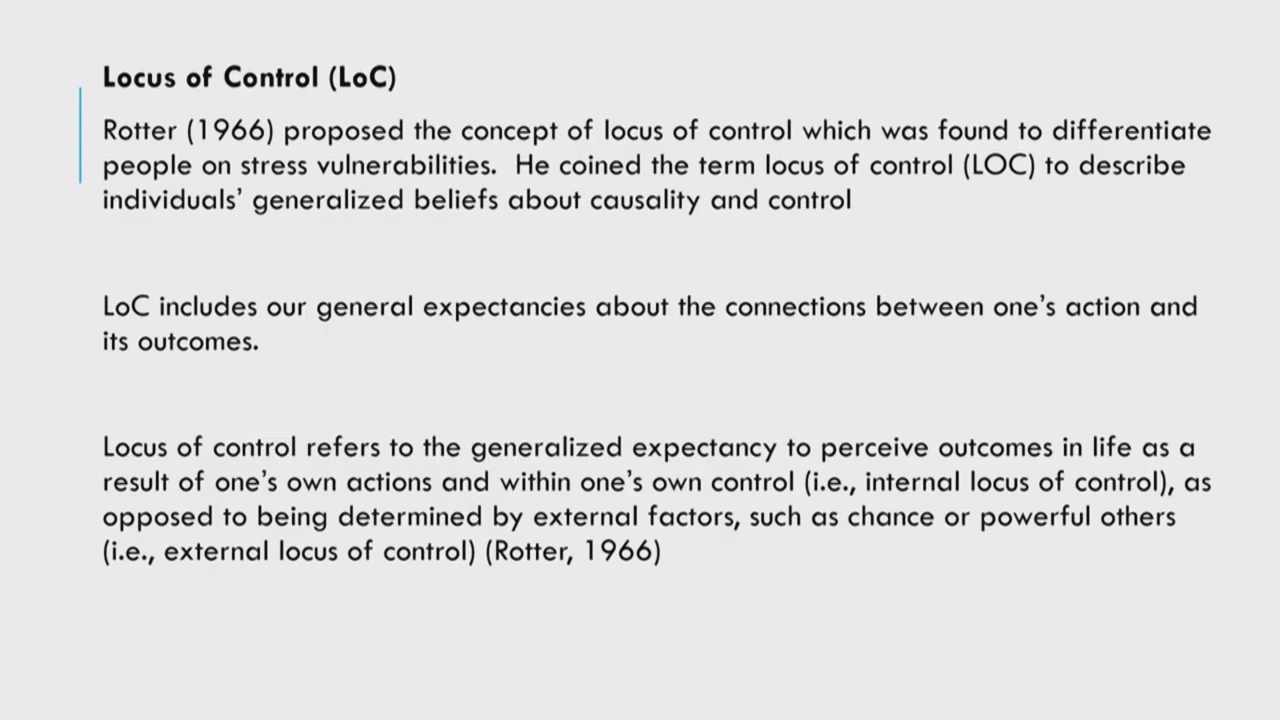 Locus of Control (LoC)
Rotter (1966) proposed the concept of locus of control which was found to differentiate
people on stress vulnerabilities.  He coined the term locus of control (LOC) to describe
individuals’ generalized beliefs about causality and control
LoC includes our general expectancies about the connections between one’s action and
its outcomes.
Locus of control refers to the generalized expectancy to perceive outcomes in life as a
result of one’s own actions and within one’s own control (i.e., internal locus of control), as
opposed to being determined by external factors, such as chance or powerful others
(i.e., external locus of control) (Rotter, 1966)